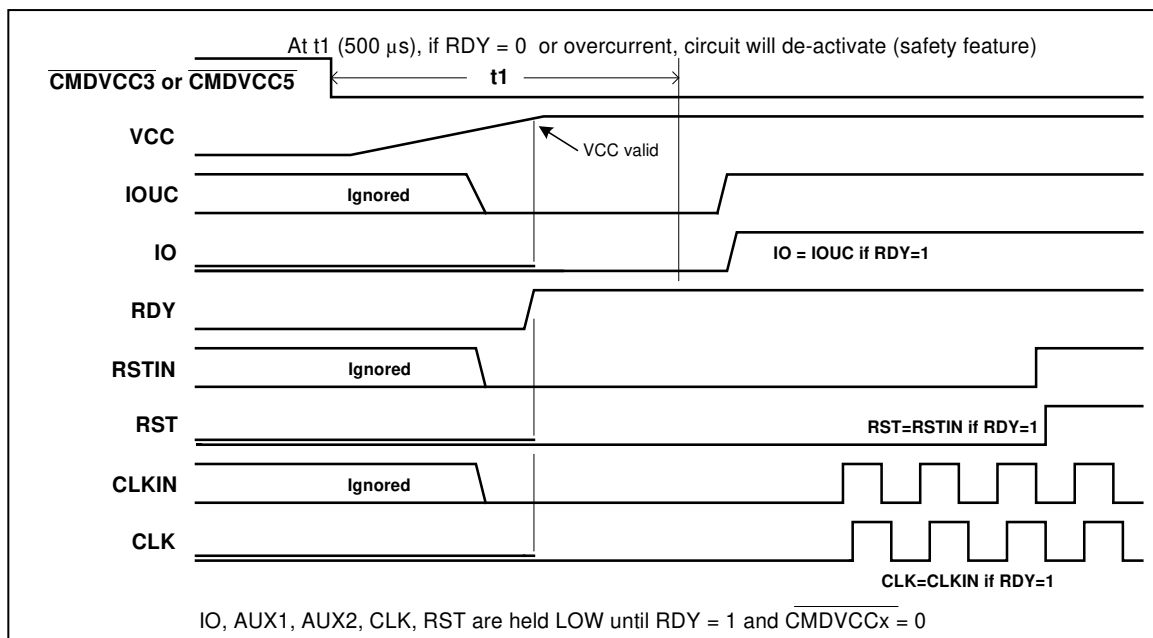 At t1 (500 μs), if RDY = 0 or overcurrent, circuit will de-activate (safety feature)
CMDVCC3 or CMDVCC5
t1
VCC
VCC valid
IOUC
Ignored
IO
IO = IOUC if RDY=1
RDY
RSTIN
Ignored
RST
RST=RSTIN if RDY=1
CLKIN
Ignored
CLK
CLK=CLKIN if RDY=1
IO, AUX1, AUX2, CLK, RST are held LOW until RDY = 1 and CMDVCCx = 0